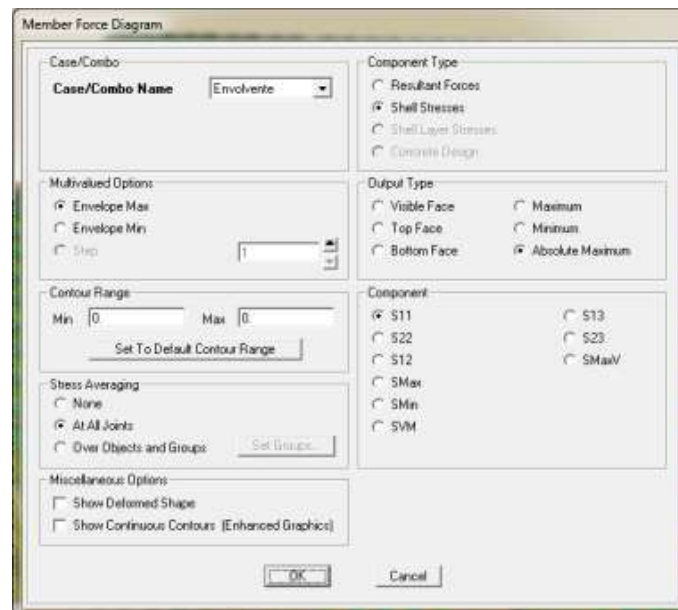 Member Force Diagram
Case/Combo
Case/Combo Name
Envolvente
Multivalued Options
Envelope Max
Envelope Min
Step
1
Contour Range
Min
0.
Max
0.
Set To Default Contour Range
Stress Averaging
None
At All Joints
Over Objects and Groups
Set Groups...
Miscellaneous Options
Show Deformed Shape
Show Continuous Contours (Enhanced Graphics)
Component Type
Resultant Forces
Shell Stresses
Shell Layer Stresses
Concrete Design
Output Type
Visible Face
Top Face
Bottom Face
Maximum
Minimum
Absolute Maximum
Component
S11
S22
S12
SMax
SMin
SVM
S13
S23
SMaxV
OK
Cancel